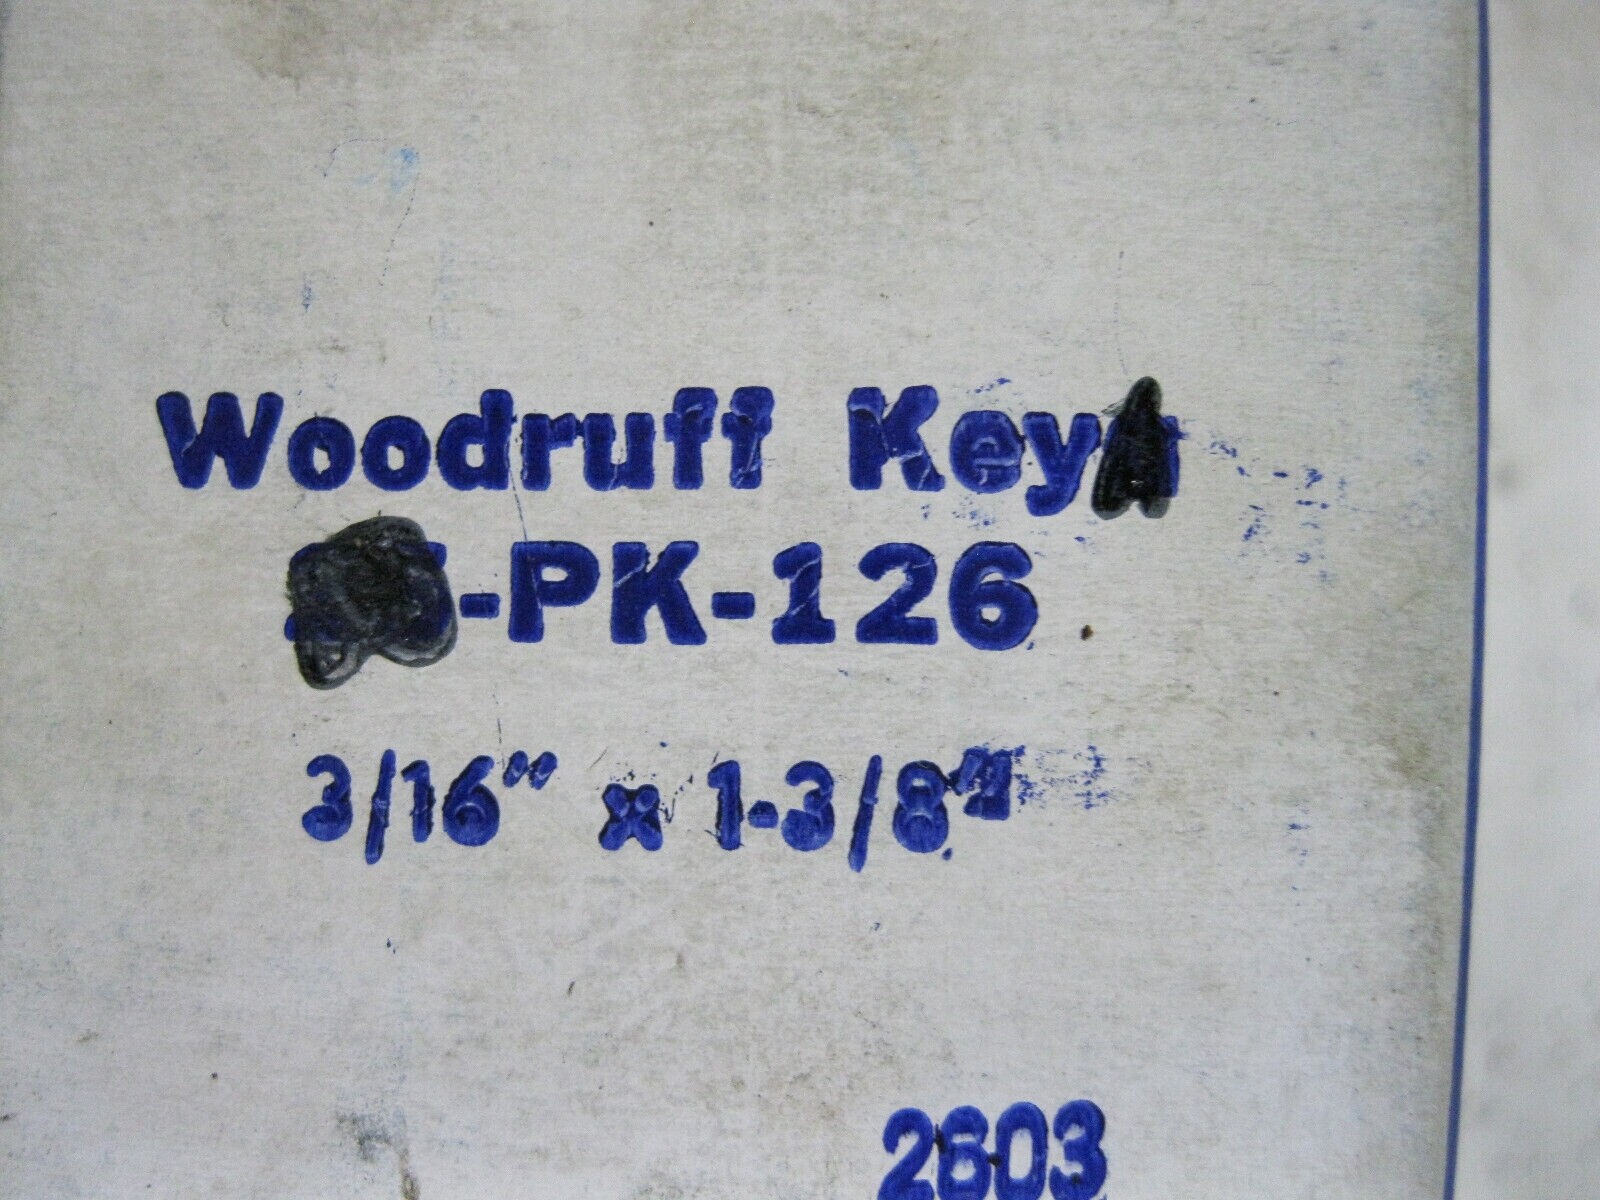 Woodruff Key
-PK-126
3/16" x 1-3/8"
2603